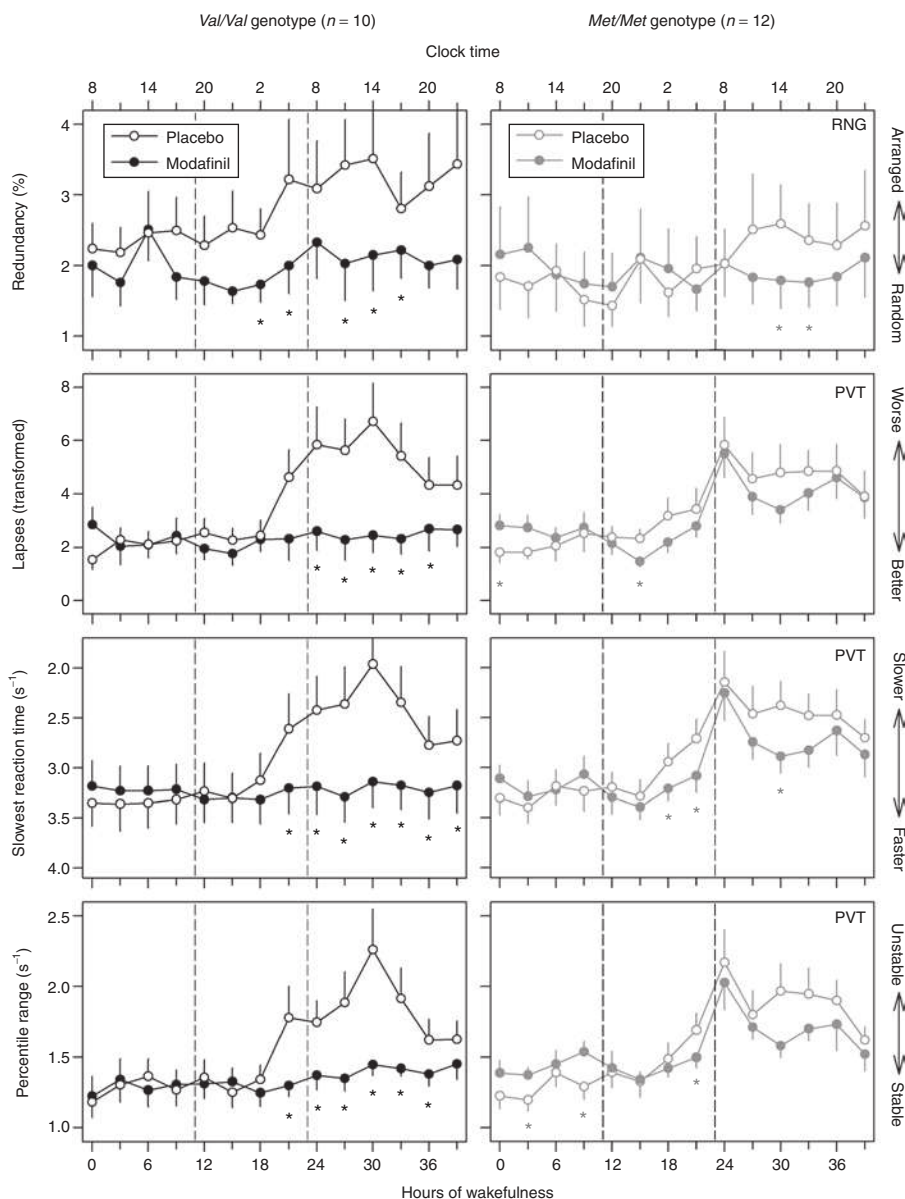 Val/Val genotype (n = 10)
Met/Met genotype (n = 12)
Clock time
8 14 20 2 8 14 20
8 14 20 2 8 14 20
Placebo
Modafinil
Placebo
Modafinil
RNG
Redundancy (%)
4
3
2
1
* * * * *
* *
Arranged
Random
PVT
Lapses (transformed)
8
6
4
2
0
* * * * *
* *
Worse
Better
PVT
Slowest reaction time (s⁻¹)
2.0
2.5
3.0
3.5
4.0
* * * * * * *
* * *
Slower
Faster
PVT
Percentile range (s⁻¹)
2.5
2.0
1.5
1.0
* * * * * *
* * *
Unstable
Stable
0 6 12 18 24 30 36
0 6 12 18 24 30 36
Hours of wakefulness